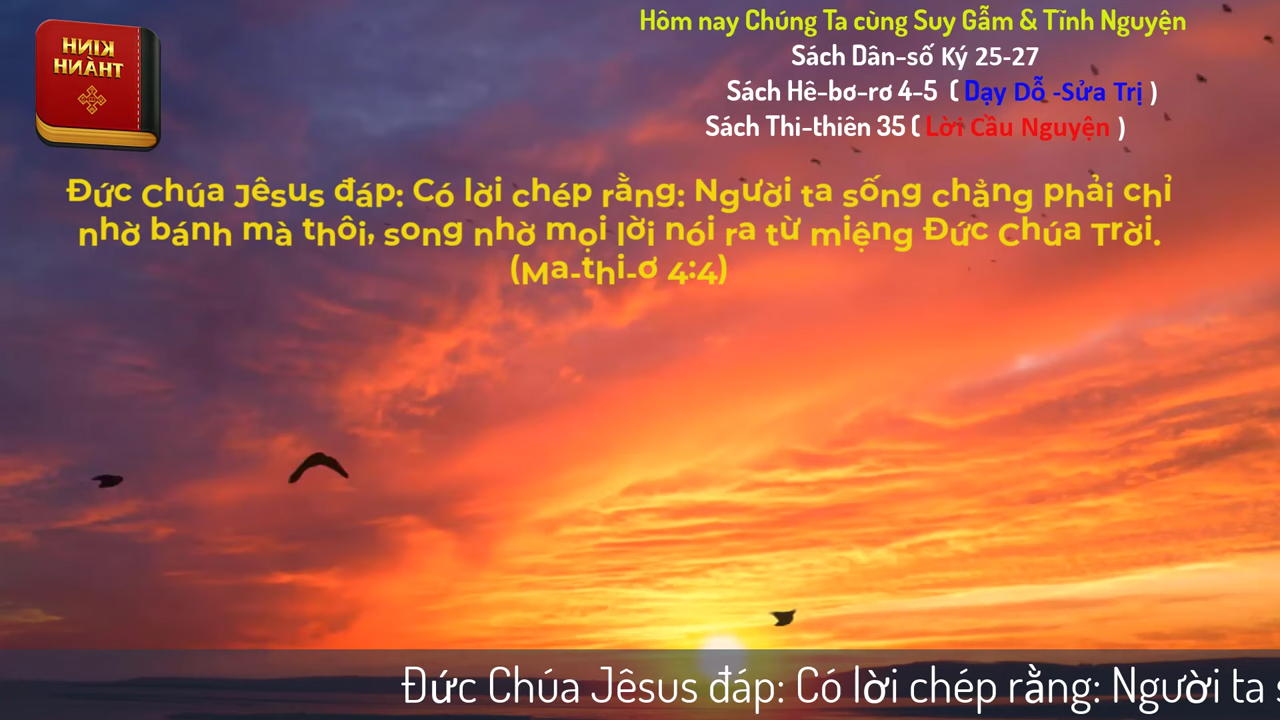 KINH
THÀNH
Hôm nay Chúng Ta cùng Suy Gẫm & Tĩnh Nguyện
Sách Dân-số Ký 25-27
Sách Hê-bơ-rơ 4-5 ( Dạy Dỗ -Sửa Trị )
Sách Thi-thiên 35 ( Lời Cầu Nguyện )
Đức Chúa Jêsus đáp: Có lời chép rằng: Người ta sống chẳng phải chỉ
nhờ bánh mà thôi, song nhờ mọi lời nói ra từ miệng Đức Chúa Trời.
(Ma-thi-ơ 4:4)
Đức Chúa Jêsus đáp: Có lời chép rằng: Người ta s